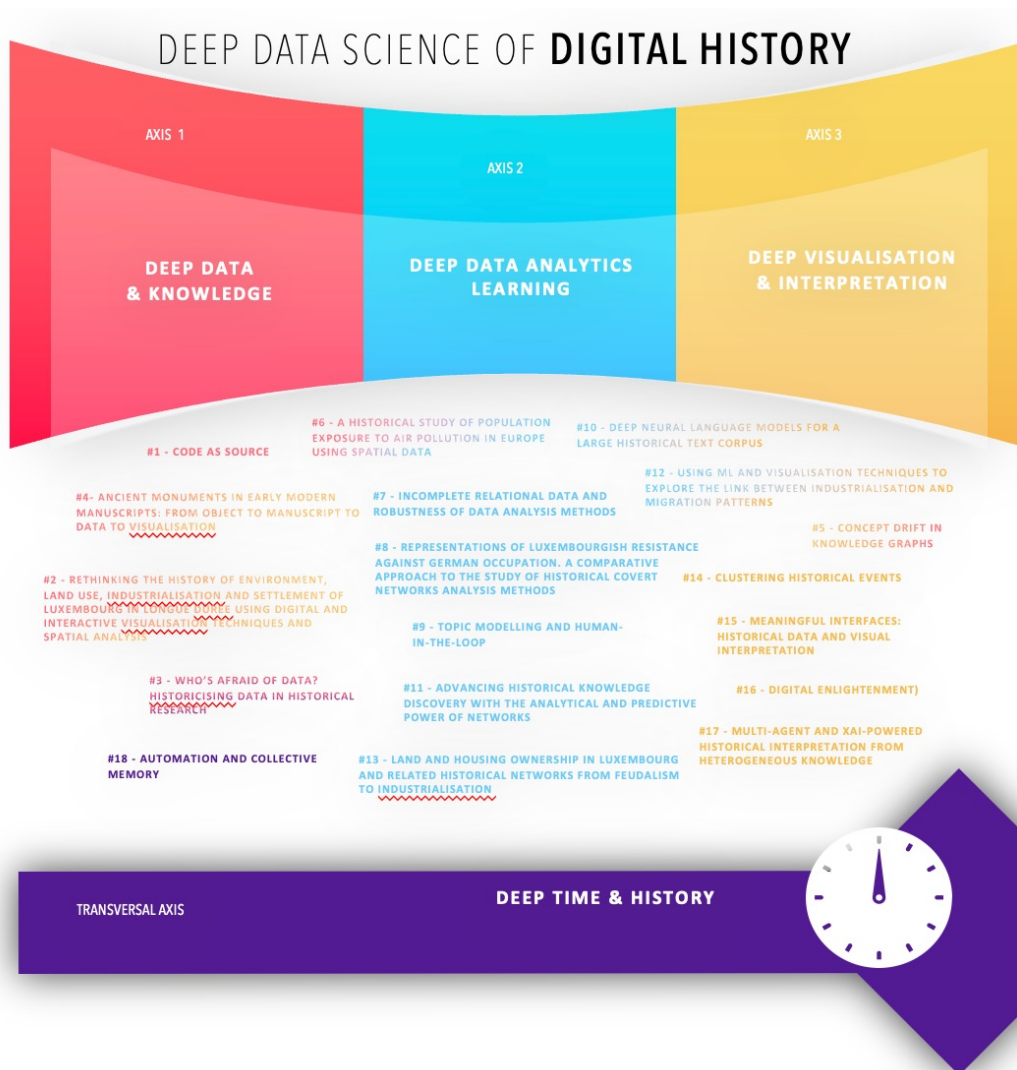 DEEP DATA SCIENCE OF DIGITAL HISTORY
AXIS 1
AXIS 2
AXIS 3
DEEP DATA
& KNOWLEDGE
DEEP DATA ANALYTICS
LEARNING
DEEP VISUALISATION
& INTERPRETATION
#1 - CODE AS SOURCE
#6 - A HISTORICAL STUDY OF POPULATION
EXPOSURE TO AIR POLLUTION IN EUROPE
USING SPATIAL DATA
#10 - DEEP NEURAL LANGUAGE MODELS FOR A
LARGE HISTORICAL TEXT CORPUS
#12 - USING ML AND VISUALISATION TECHNIQUES TO
EXPLORE THE LINK BETWEEN INDUSTRIALISATION AND
MIGRATION PATTERNS
#4- ANCIENT MONUMENTS IN EARLY MODERN
MANUSCRIPTS: FROM OBJECT TO MANUSCRIPT TO
DATA TO VISUALISATION
#7 - INCOMPLETE RELATIONAL DATA AND
ROBUSTNESS OF DATA ANALYSIS METHODS
#5 - CONCEPT DRIFT IN
KNOWLEDGE GRAPHS
#8 - REPRESENTATIONS OF LUXEMBOURGISH RESISTANCE
AGAINST GERMAN OCCUPATION. A COMPARATIVE
APPROACH TO THE STUDY OF HISTORICAL COVERT
NETWORKS ANALYSIS METHODS
#14 - CLUSTERING HISTORICAL EVENTS
#2 - RETHINKING THE HISTORY OF ENVIRONMENT,
LAND USE, INDUSTRIALISATION AND SETTLEMENT OF
LUXEMBOURG IN LONGUE DURÉE USING DIGITAL AND
INTERACTIVE VISUALISATION TECHNIQUES AND
SPATIAL ANALYSIS
#9 - TOPIC MODELLING AND HUMAN-
IN-THE-LOOP
#15 - MEANINGFUL INTERFACES:
HISTORICAL DATA AND VISUAL
INTERPRETATION
#3 - WHO'S AFRAID OF DATA?
HISTORICISING DATA IN HISTORICAL
RESEARCH
#11 - ADVANCING HISTORICAL KNOWLEDGE
DISCOVERY WITH THE ANALYTICAL AND PREDICTIVE
POWER OF NETWORKS
#16 - DIGITAL ENLIGHTENMENT)
#17 - MULTI-AGENT AND XAI-POWERED
HISTORICAL INTERPRETATION FROM
HETEROGENEOUS KNOWLEDGE
#18 - AUTOMATION AND COLLECTIVE
MEMORY
#13 - LAND AND HOUSING OWNERSHIP IN LUXEMBOURG
AND RELATED HISTORICAL NETWORKS FROM FEUDALISM
TO INDUSTRIALISATION
TRANSVERSAL AXIS
DEEP TIME & HISTORY